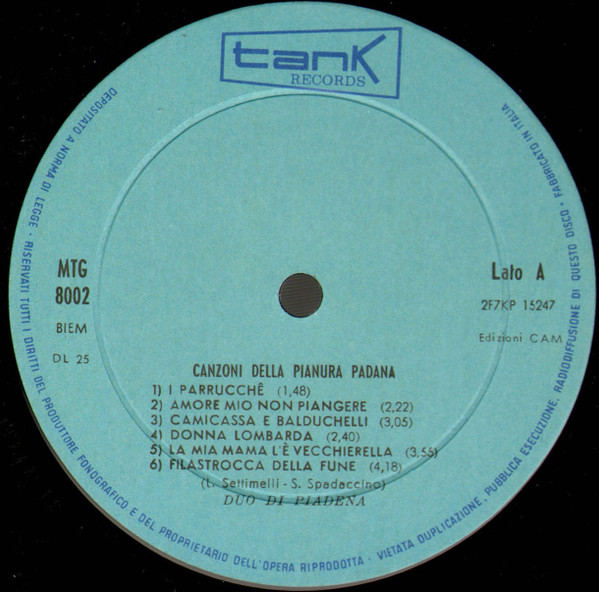 tank
RECORDS
MTG
8002
BIEM
DL 25
Lato A
2F7KP 15247
Edizioni CAM
CANZONI DELLA PIANURA PADANA
1) I PARRUCCHÊ (1,48)
2) AMORE MIO NON PIANGERE (2,22)
3) CAMICASSA E BALDUCHELLI (3,05)
4) DONNA LOMBARDA (2,40)
5) LA MIA MAMA L'È VECCHIERELLA (3,55)
6) FILASTROCCA DELLA FUNE (4,18)
(L. Settimelli - S. Spadaccino)
DUO DI PIADENA
DEPOSITATO A NORMA DI LEGGE - RISERVATI TUTTI I DIRITTI DEL PRODUTTORE FONOGRAFICO E DEL PROPRIETARIO DELL'OPERA RIPRODOTTA - VIETATA DUPLICAZIONE, PUBBLICA ESECUZIONE, RADIODIFFUSIONE DI QUESTO DISCO • FABBRICATO IN ITALIA